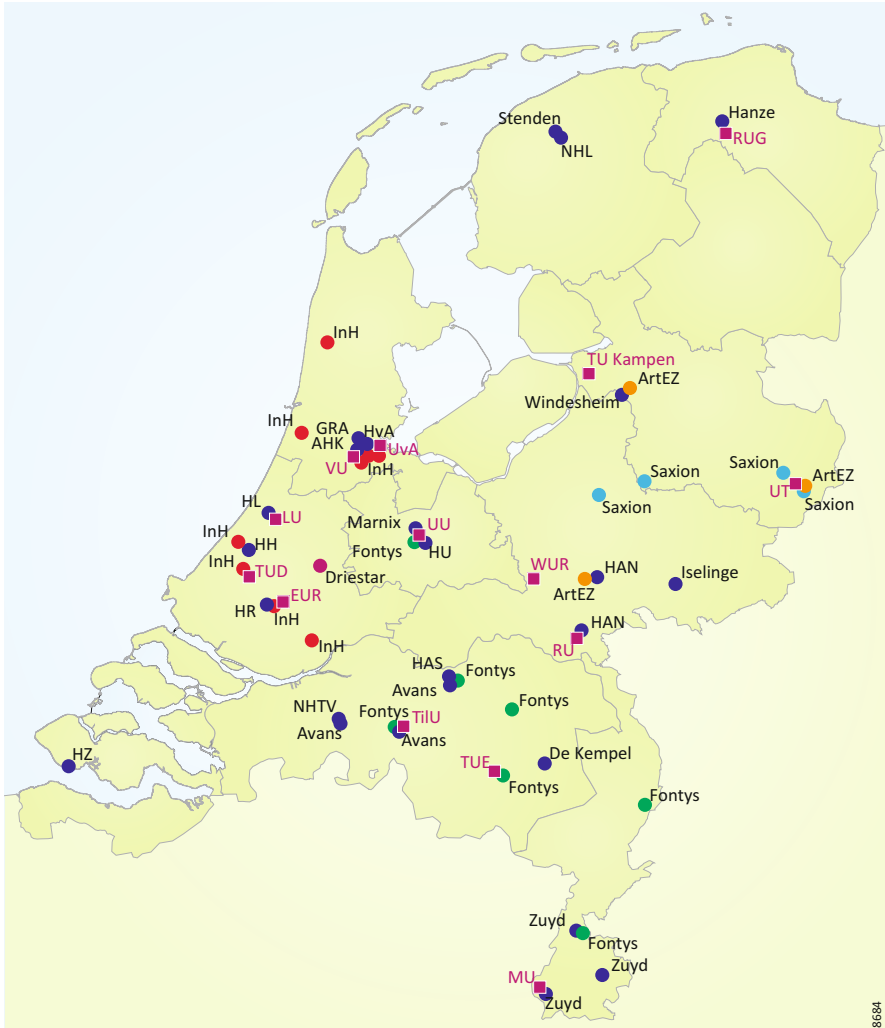 Hanze
Stenden
RUG
NHL
InH
TU Kampen
ArtEZ
Windesheim
InH
GRA
HvA
AHK
UvA
VU
InH
Saxion
Saxion
ArtEZ
UT
Saxion
Saxion
HL
LU
Marnix
UU
InH
HH
Fontys
HU
InH
TUD
Driestar
WUR
HAN
Iselinge
ArtEZ
EUR
HR
InH
HAN
InH
RU
HAS
Fontys
Avans
NHTV
Fontys
TilU
Fontys
Avans
Avans
HZ
De Kempel
TUE
Fontys
Fontys
Zuyd
Fontys
Zuyd
MU
Zuyd
8684